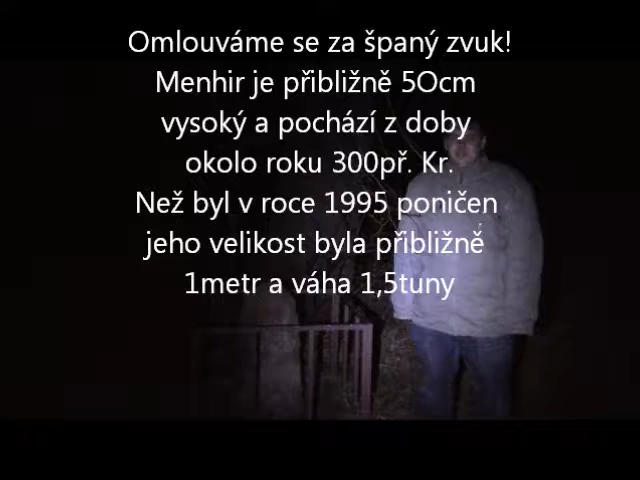 Omlouváme se za španý zvuk!
Menhir je přibližně 5Ocm
vysoký a pochází z doby
okolo roku 300př. Kr.
Než byl v roce 1995 poničen
jeho velikost byla přibližně
1metr a váha 1,5tuny